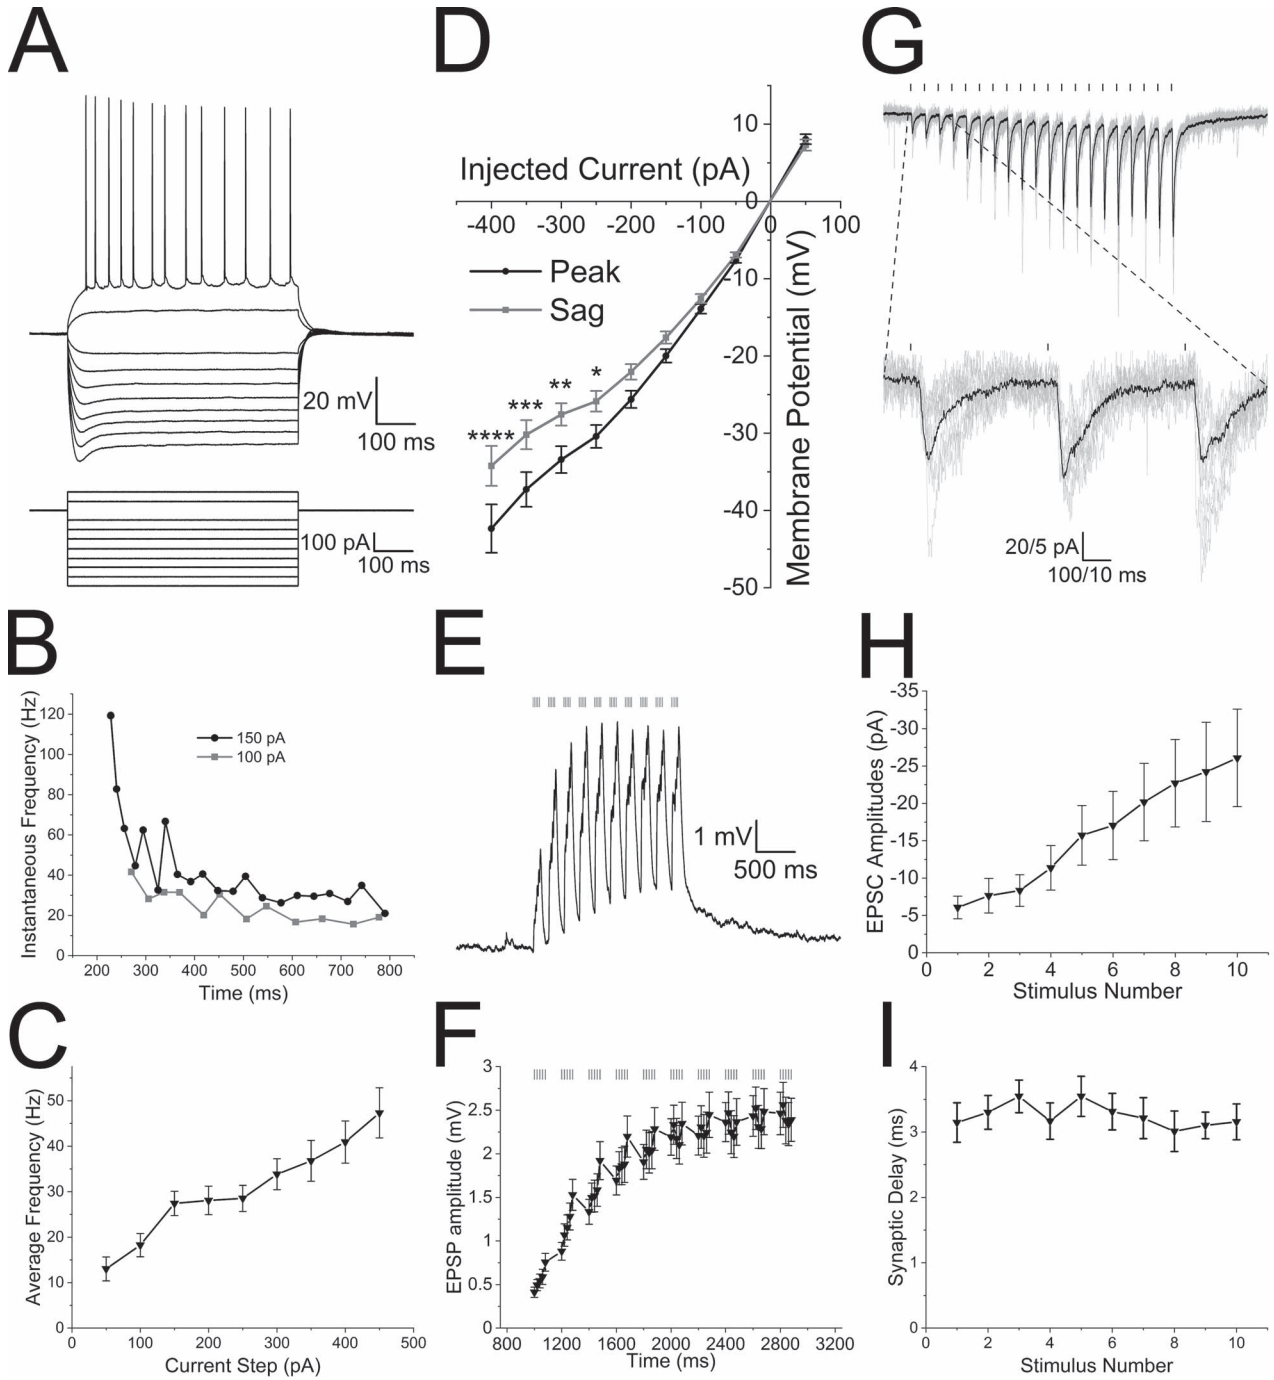 A
20 mV
100 ms
100 pA
100 ms
B
Instantaneous Frequency (Hz)
120
100
80
60
40
20
0
150 pA
100 pA
200 300 400 500 600 700 800
Time (ms)
C
Average Frequency (Hz)
50
40
30
20
10
0
0 100 200 300 400 500
Current Step (pA)
D
Injected Current (pA)
10
0
-10
-20
-30
-40
-50
-400 -300 -200 -100 0 100
Membrane Potential (mV)
Peak
Sag
*
**
***
****
E
1 mV
500 ms
F
EPSP amplitude (mV)
3
2.5
2
1.5
1
0.5
0
800 1200 1600 2000 2400 2800 3200
Time (ms)
G
20/5 pA
100/10 ms
H
EPSC Amplitudes (pA)
-35
-30
-25
-20
-15
-10
-5
0
0 2 4 6 8 10
Stimulus Number
I
Synaptic Delay (ms)
4
3
2
1
0
0 2 4 6 8 10
Stimulus Number